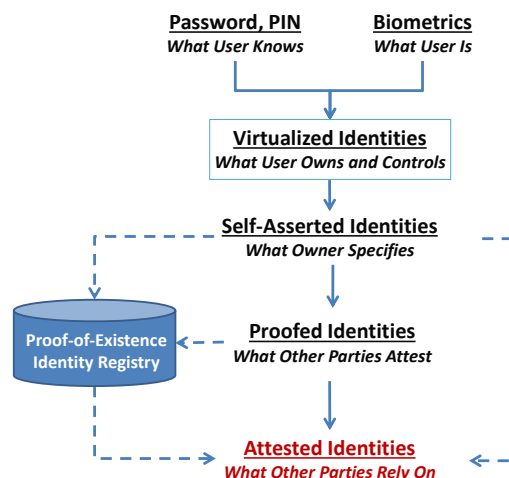 Password, PIN
What User Knows
Biometrics
What User Is
Virtualized Identities
What User Owns and Controls
Self-Asserted Identities
What Owner Specifies
Proof-of-Existence
Identity Registry
Proofed Identities
What Other Parties Attest
Attested Identities
What Other Parties Rely On